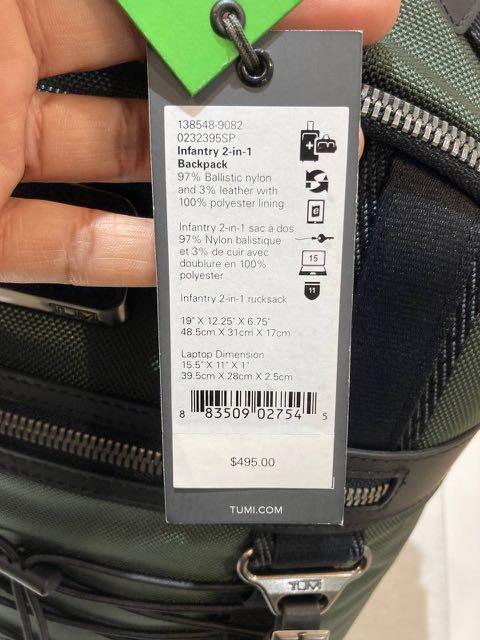 138548-9082
0232395SP
Infantry 2-in-1
Backpack
97% Ballistic nylon
and 3% leather with
100% polyester lining
Infantry 2-in-1 sac à dos
97% Nylon balistique
et 3% de cuir avec
doublure en 100%
polyester
Infantry 2-in-1 rucksack
19" X 12.25" X 6.75"
48.5cm X 31cm X 17cm
Laptop Dimension
15.5" X 11" X 1"
39.5cm X 28cm X 2.5cm
e
15
11
8 83509 02754 5
$495.00
TUMI.COM
TUMI
TUMI